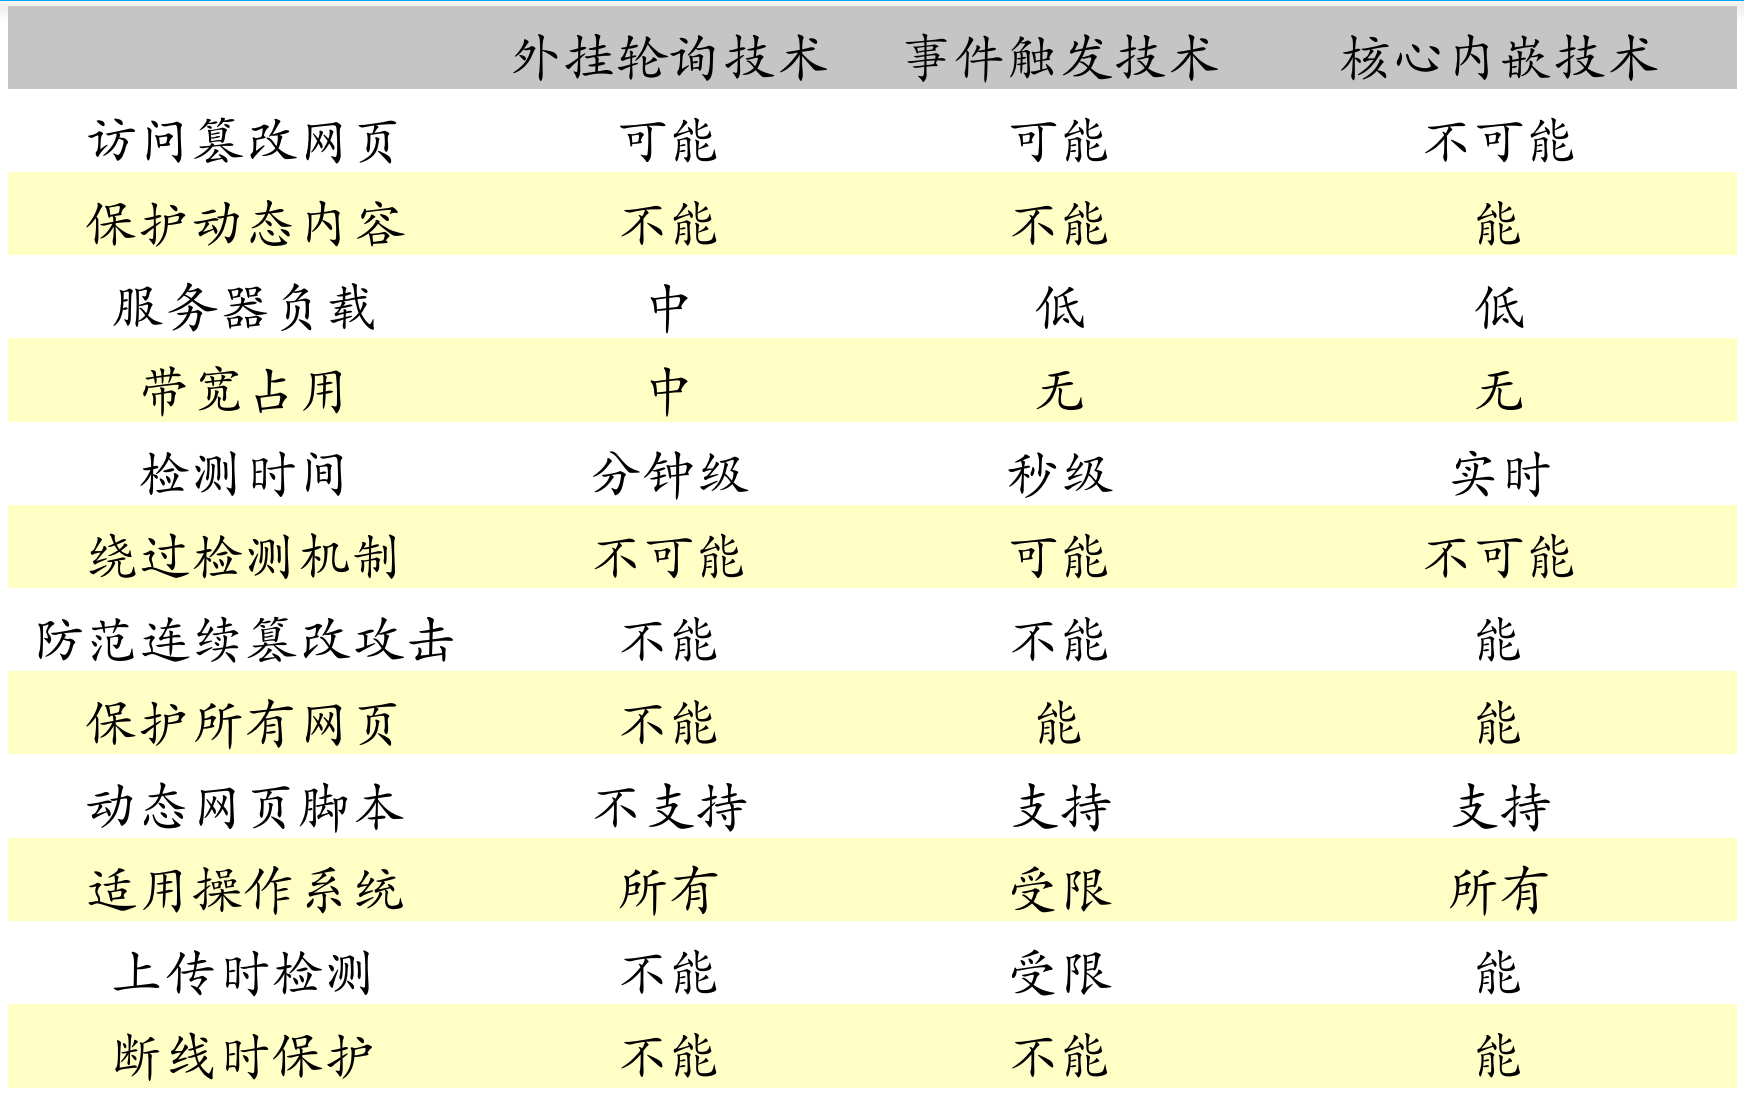 外挂轮询技术 事件触发技术 核心内嵌技术
访问篡改网页 可能 可能 不可能
保护动态内容 不能 不能 能
服务器负载 中 低 低
带宽占用 中 无 无
检测时间 分钟级 秒级 实时
绕过检测机制 不可能 可能 不可能
防范连续篡改攻击 不能 不能 能
保护所有网页 不能 能 能
动态网页脚本 不支持 支持 支持
适用操作系统 所有 受限 所有
上传时检测 不能 受限 能
断线时保护 不能 不能 能